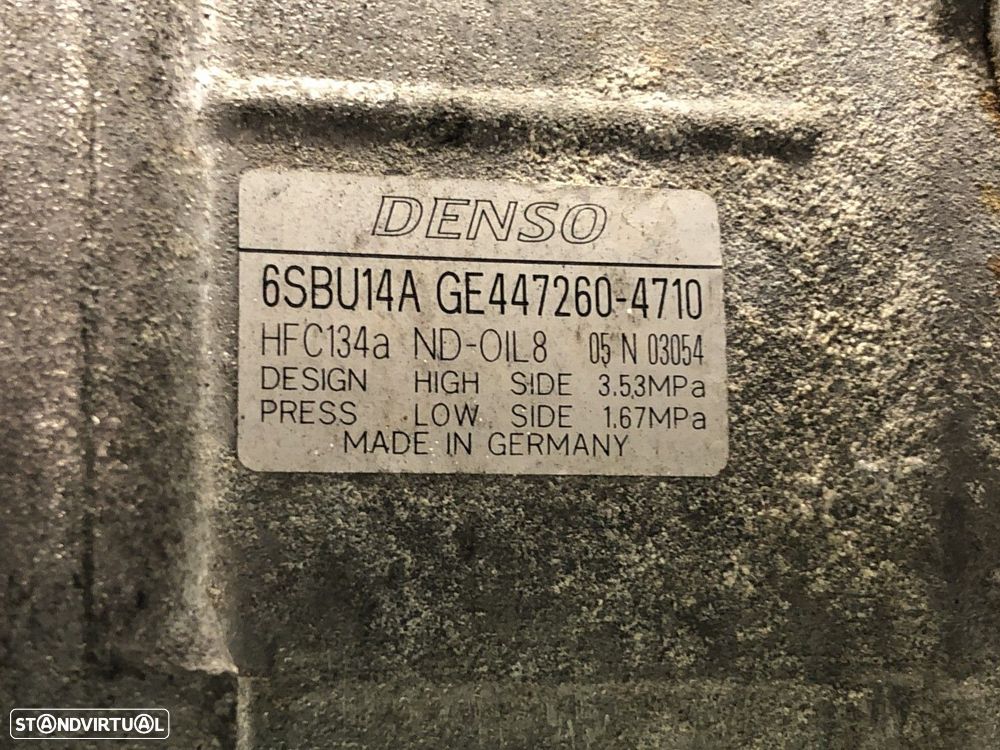 DENSO
6SBU14A GE447260-4710
HFC134a ND-OIL8 05 N 03054
DESIGN HIGH SIDE 3.53MPa
PRESS LOW SIDE 1.67MPa
MADE IN GERMANY
STANDVIRTUAL